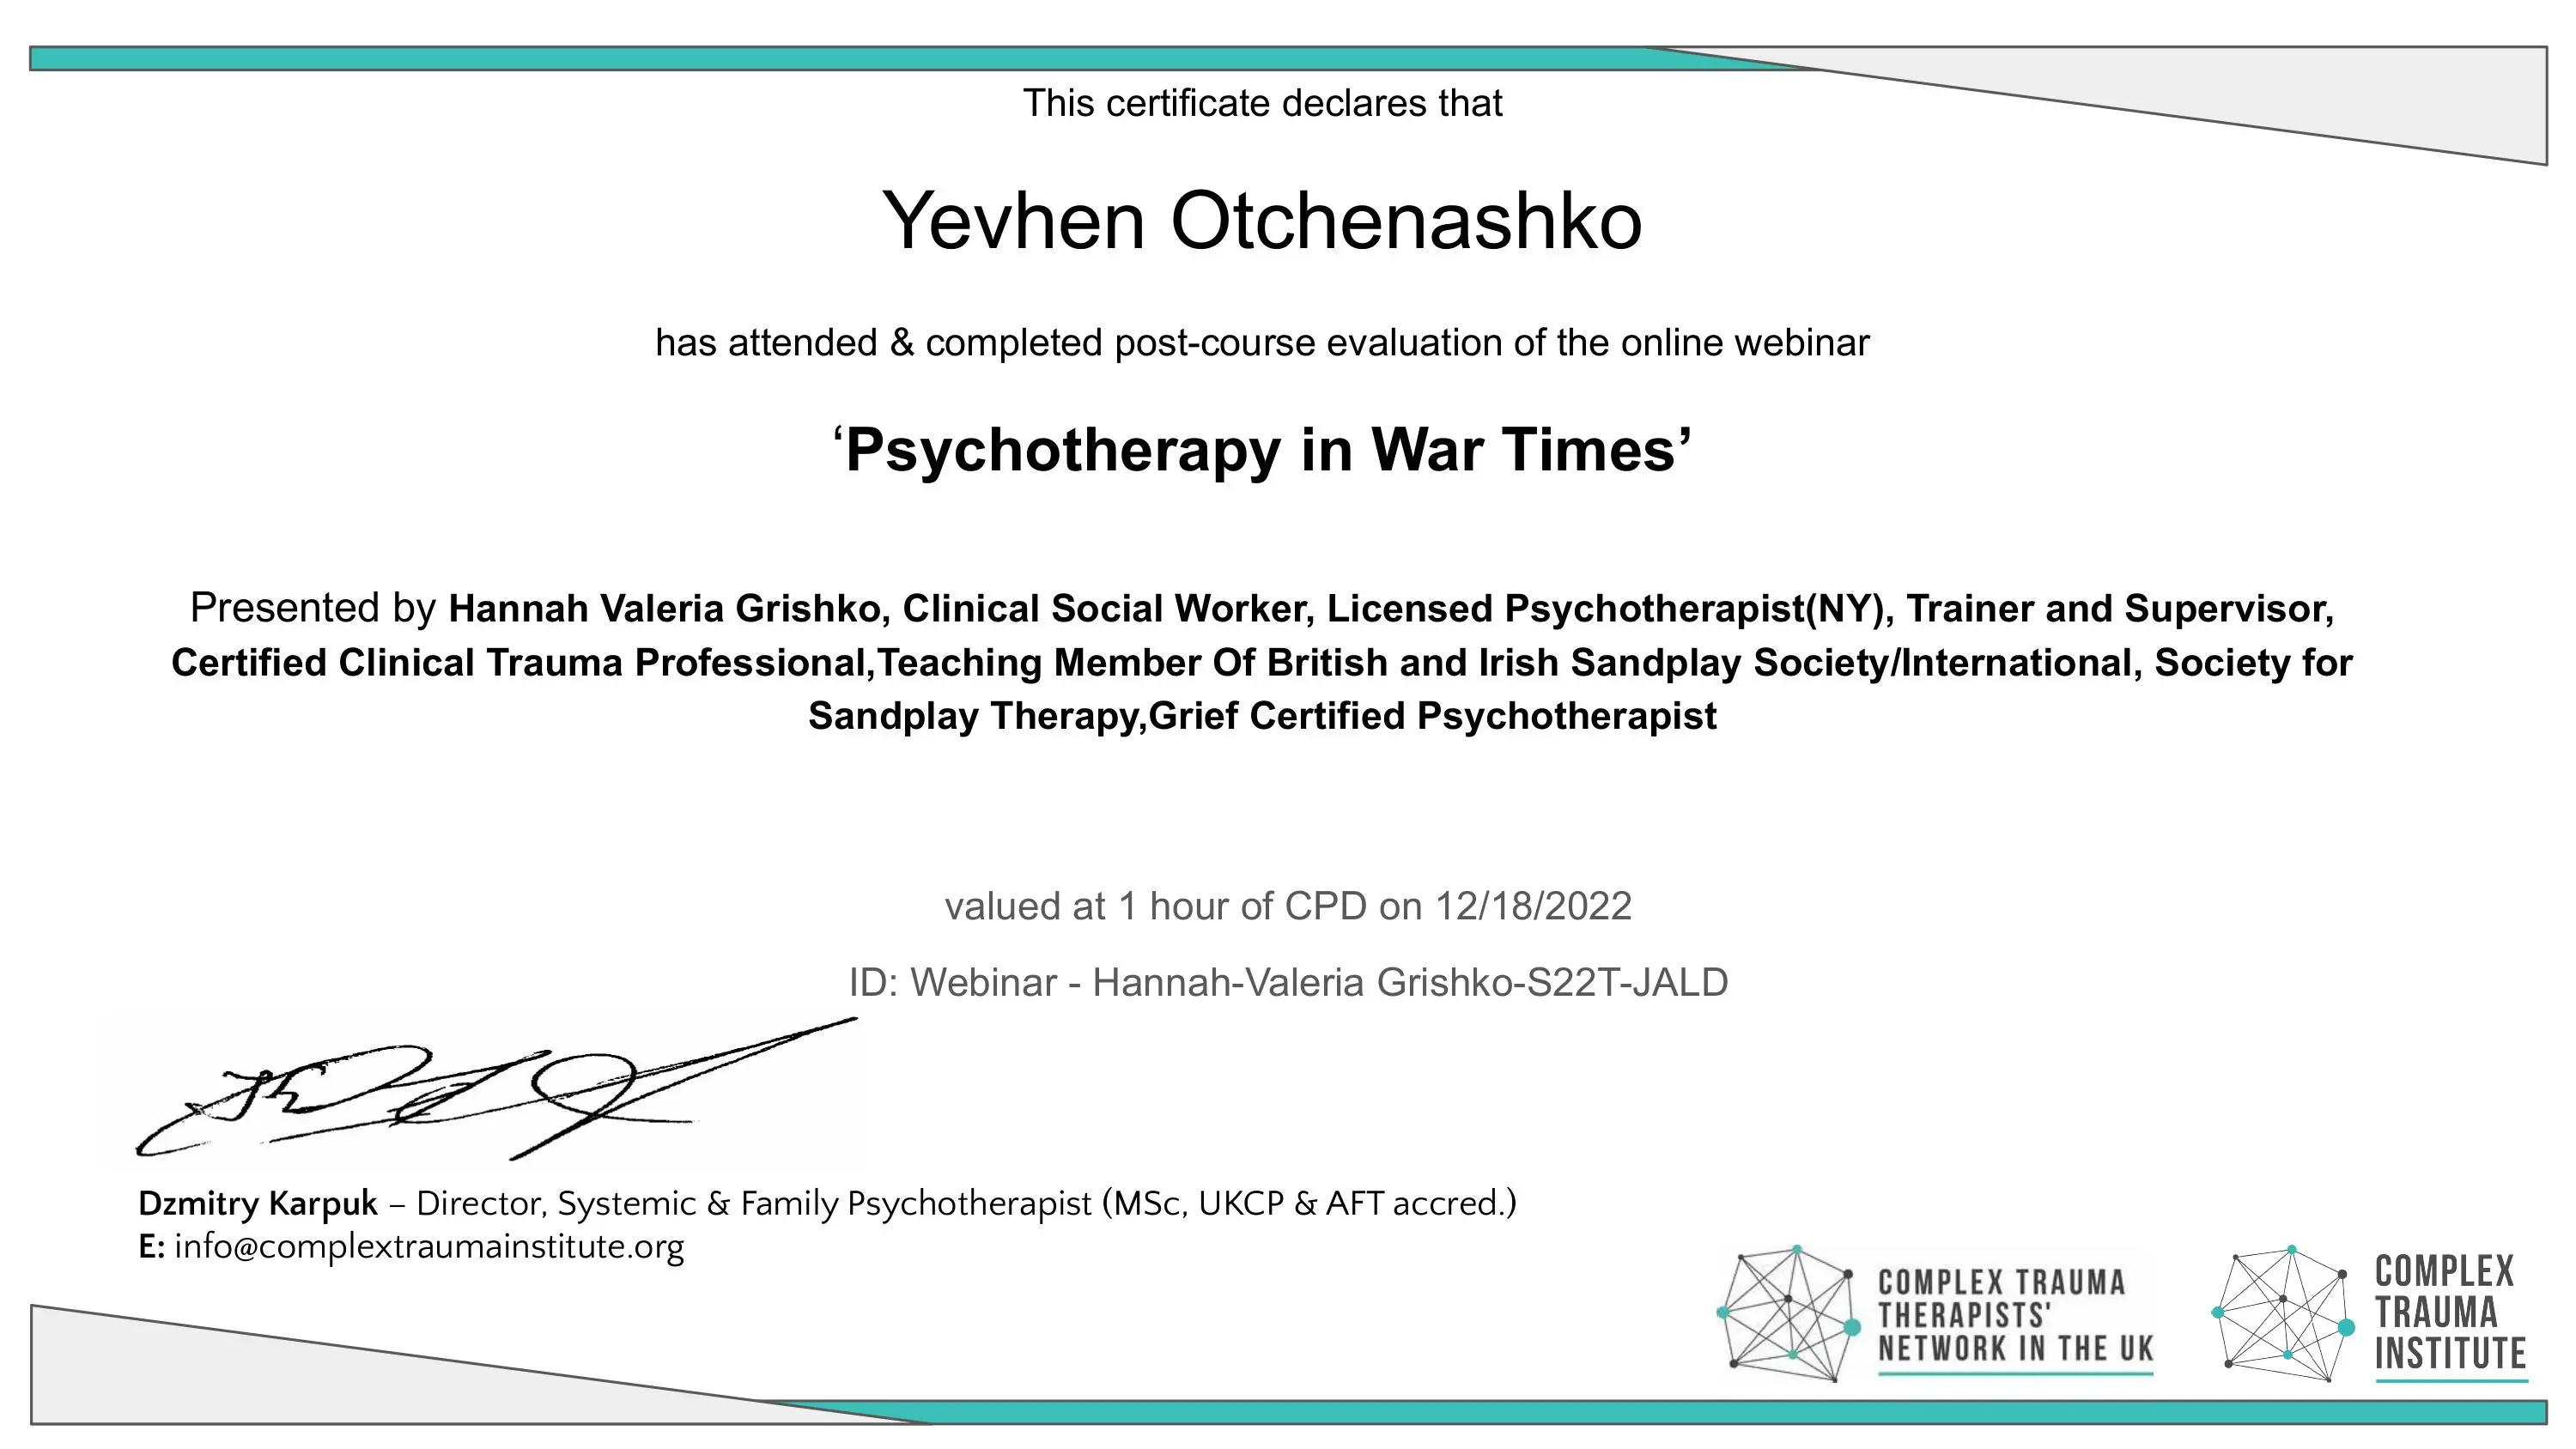 This certificate declares that
Yevhen Otchenashko
has attended & completed post-course evaluation of the online webinar
‘Psychotherapy in War Times’
Presented by Hannah Valeria Grishko, Clinical Social Worker, Licensed Psychotherapist(NY), Trainer and Supervisor,
Certified Clinical Trauma Professional,Teaching Member Of British and Irish Sandplay Society/International, Society for
Sandplay Therapy,Grief Certified Psychotherapist
valued at 1 hour of CPD on 12/18/2022
ID: Webinar - Hannah-Valeria Grishko-S22T-JALD
Dzmitry Karpuk – Director, Systemic & Family Psychotherapist (MSc, UKCP & AFT accred.)
E: info@complextraumainstitute.org
COMPLEX TRAUMA
THERAPISTS'
NETWORK IN THE UK
COMPLEX
TRAUMA
INSTITUTE